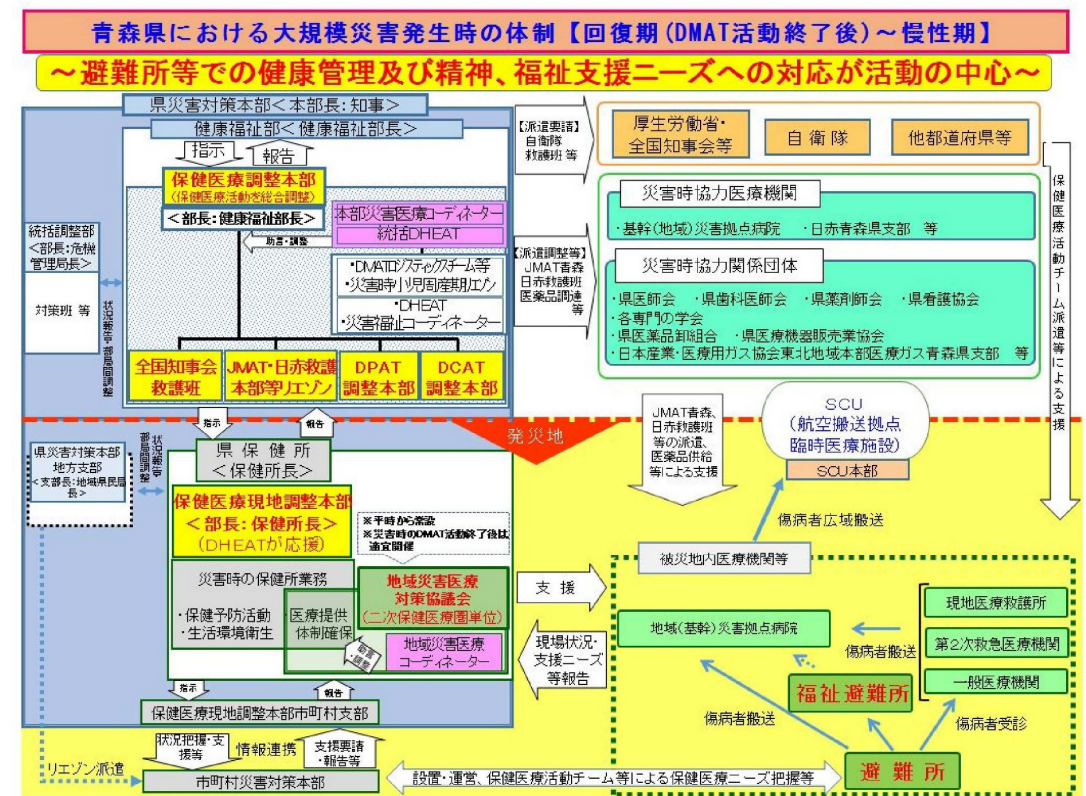 青森県における大規模災害発生時の体制【回復期(DMAT活動終了後)～慢性期】
～避難所等での健康管理及び精神、福祉支援ニーズへの対応が活動の中心～
県災害対策本部<本部長:知事>
健康福祉部<健康福祉部長>
指示
報告
保健医療調整本部
(保健医療活動を総合調整)
<部長:健康福祉部長>
本部災害医療コーディネーター
統括DHEAT
助言・調整
・DMATロジスティックスチーム等
・災害時小児周産期リエゾン
・DHEAT
・災害福祉コーディネーター
統括調整部
<部長:危機
管理局長>
対策班 等
状況報告・部局間調整
全国知事会
救護班
JMAT・日赤救護
本部等リエゾン
DPAT
調整本部
DCAT
調整本部
【派遣要請】
自衛隊
救護班 等
厚生労働省・
全国知事会等
自衛隊
他都道府県等
【派遣調整等】
JMAT青森
日赤救護班
医薬品調達
等
災害時協力医療機関
・基幹(地域)災害拠点病院 ・日赤青森県支部 等
災害時協力関係団体
・県医師会 ・県歯科医師会 ・県薬剤師会 ・県看護協会
・各専門の学会
・県医薬品卸組合 ・県医療機器販売業協会
・日本産業・医療用ガス協会東北地域本部医療ガス青森県支部 等
保健医療活動チーム派遣等による支援
指示
報告
発災地
JMAT青森、
日赤救護班
等の派遣、
医薬品供給
等による支援
SCU
(航空搬送拠点
臨時医療施設)
SCU本部
県災害対策本部
地方支部
<支部長:地域県民局
長>
状況報告・
部局間調整
県保健所
<保健所長>
保健医療現地調整本部
<部長:保健所長>
(DHEATが応援)
※平時から常設
※災害時のDMAT活動終了後は
適宜開催
災害時の保健所業務
・保健予防活動
・生活環境衛生
・医療提供
体制確保
地域災害医療
対策協議会
(二次保健医療圏単位)
助言・調整
地域災害医療
コーディネーター
指示
報告
保健医療現地調整本部市町村支部
状況把握・支
援等
情報連携
支援要請
・報告等
リエゾン派遣
市町村災害対策本部
支援
現場状況・
支援ニーズ
等報告
傷病者広域搬送
被災地内医療機関等
地域(基幹)災害拠点病院
傷病者搬送
現地医療救護所
第2次救急医療機関
一般医療機関
福祉避難所
傷病者搬送
傷病者受診
避難所
設置・運営、保健医療活動チーム等による保健医療ニーズ把握等